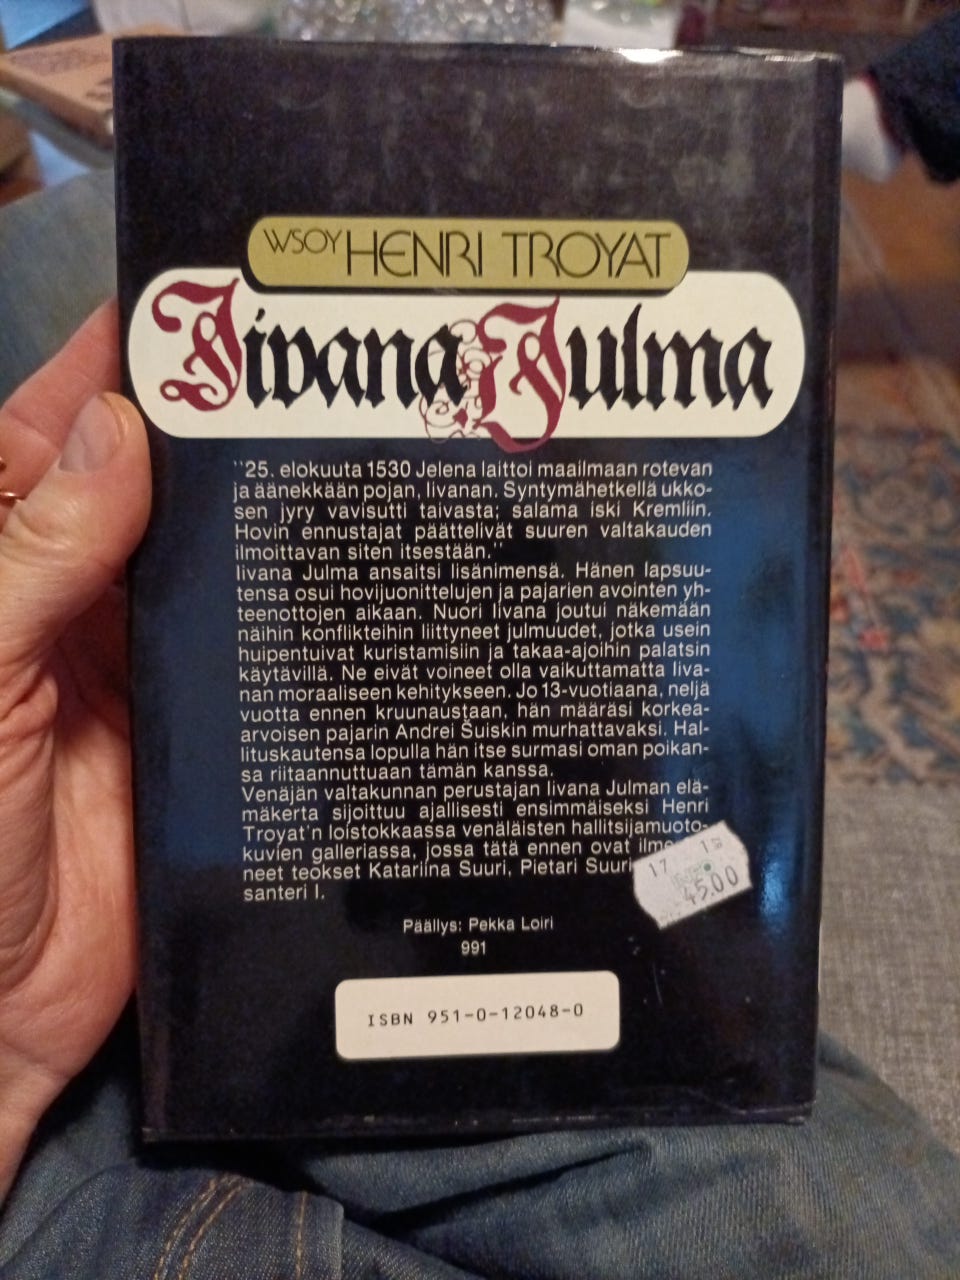 WSOY HENRI TROYAT
Iivana Julma
"25. elokuuta 1530 Jelena laittoi maailmaan rotevan
ja äänekkään pojan, Iivanan. Syntymähetkellä ukko-
sen jyry vavisutti taivasta; salama iski Kremliin.
Hovin ennustajat päättelivät suuren valtakauden
ilmoittavan siten itsestään."
Iivana Julma ansaitsi lisänimensä. Hänen lapsuu-
tensa osui hovijuonittelujen ja pajarien avointen yh-
teenottojen aikaan. Nuori Iivana joutui näkemään
näihin konflikteihin liittyneet julmuudet, jotka usein
huipentuivat kuristamisiin ja takaa-ajoihin palatsin
käytävillä. Ne eivät voineet olla vaikuttamatta Iiva-
nan moraaliseen kehitykseen. Jo 13-vuotiaana, neljä
vuotta ennen kruunaustaan, hän määräsi korkea-
arvoisen pajarin Andrei Šuiskin murhattavaksi. Hal-
lituskautensa lopulla hän itse surmasi oman poikan-
sa riitaannuttuaan tämän kanssa.
Venäjän valtakunnan perustajan Iivana Julman elä-
mäkerta sijoittuu ajallisesti ensimmäiseksi Henri
Troyat'n loistokkaassa venäläisten hallitsijamuoto-
kuvien galleriassa, jossa tätä ennen ovat ilme
neet teokset Katariina Suuri, Pietari Suuri
santeri I.
17
45.00
Päällys: Pekka Loiri
991
ISBN 951-0-12048-0